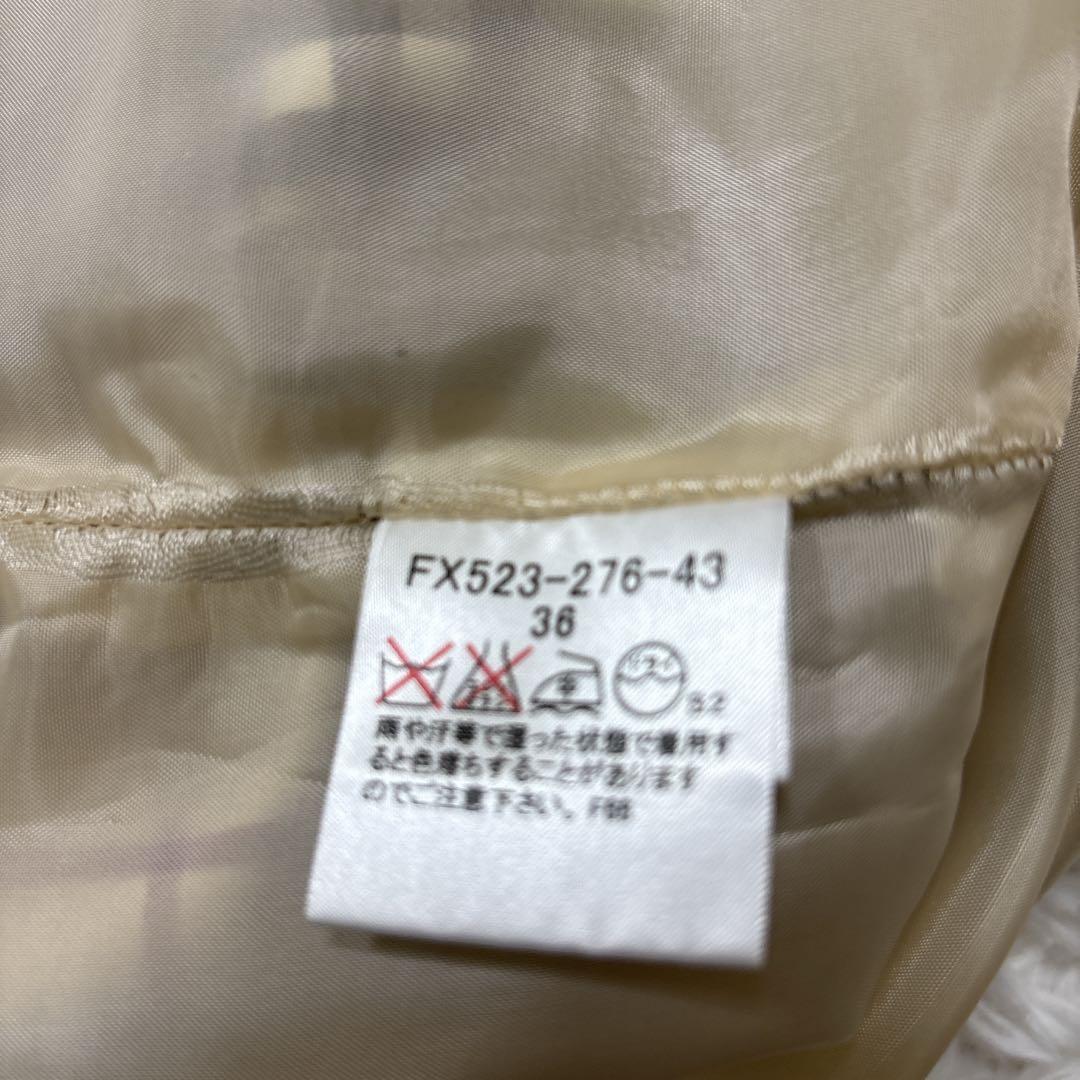 FX523-276-43
36
ドライ
52
雨や汗等で湿った状態で着用す
ると色落ちすることがあります
のでご注意下さい。